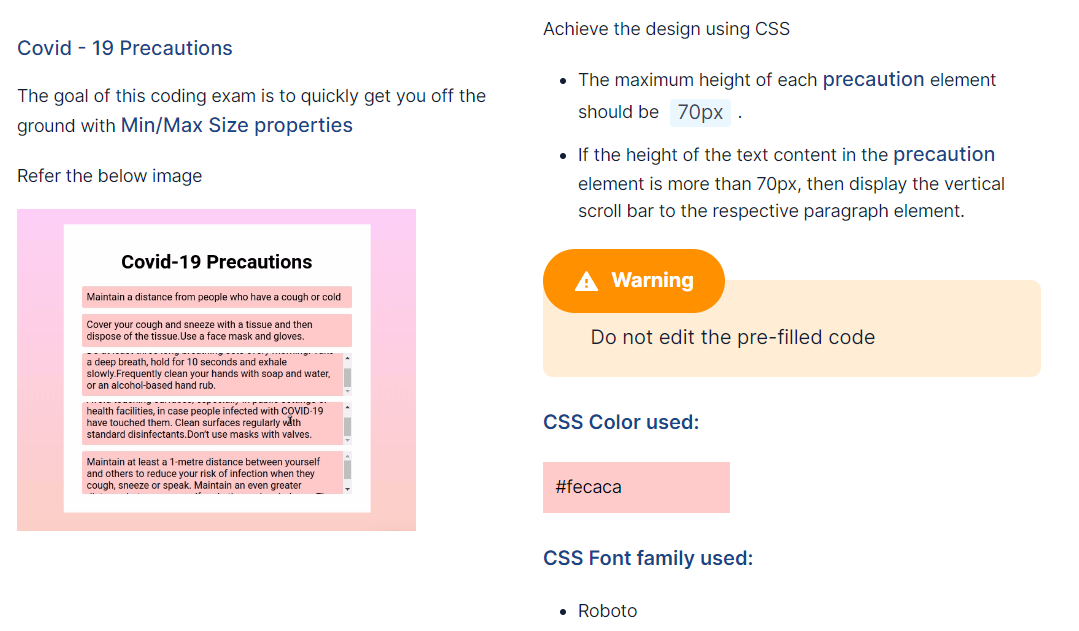 Covid - 19 Precautions
The goal of this coding exam is to quickly get you off the
ground with Min/Max Size properties
Refer the below image
Covid-19 Precautions
Maintain a distance from people who have a cough or cold
Cover your cough and sneeze with a tissue and then
dispose of the tissue.Use a face mask and gloves.
a deep breath, hold for 10 seconds and exhale
slowly.Frequently clean your hands with soap and water,
or an alcohol-based hand rub.
health facilities, in case people infected with COVID-19
have touched them. Clean surfaces regularly with
standard disinfectants.Don't use masks with valves.
Maintain at least a 1-metre distance between yourself
and others to reduce your risk of infection when they
cough, sneeze or speak. Maintain an even greater
Achieve the design using CSS
• The maximum height of each precaution element
should be 70px .
• If the height of the text content in the precaution
element is more than 70px, then display the vertical
scroll bar to the respective paragraph element.
Warning
Do not edit the pre-filled code
CSS Color used:
#fecaca
CSS Font family used:
• Roboto